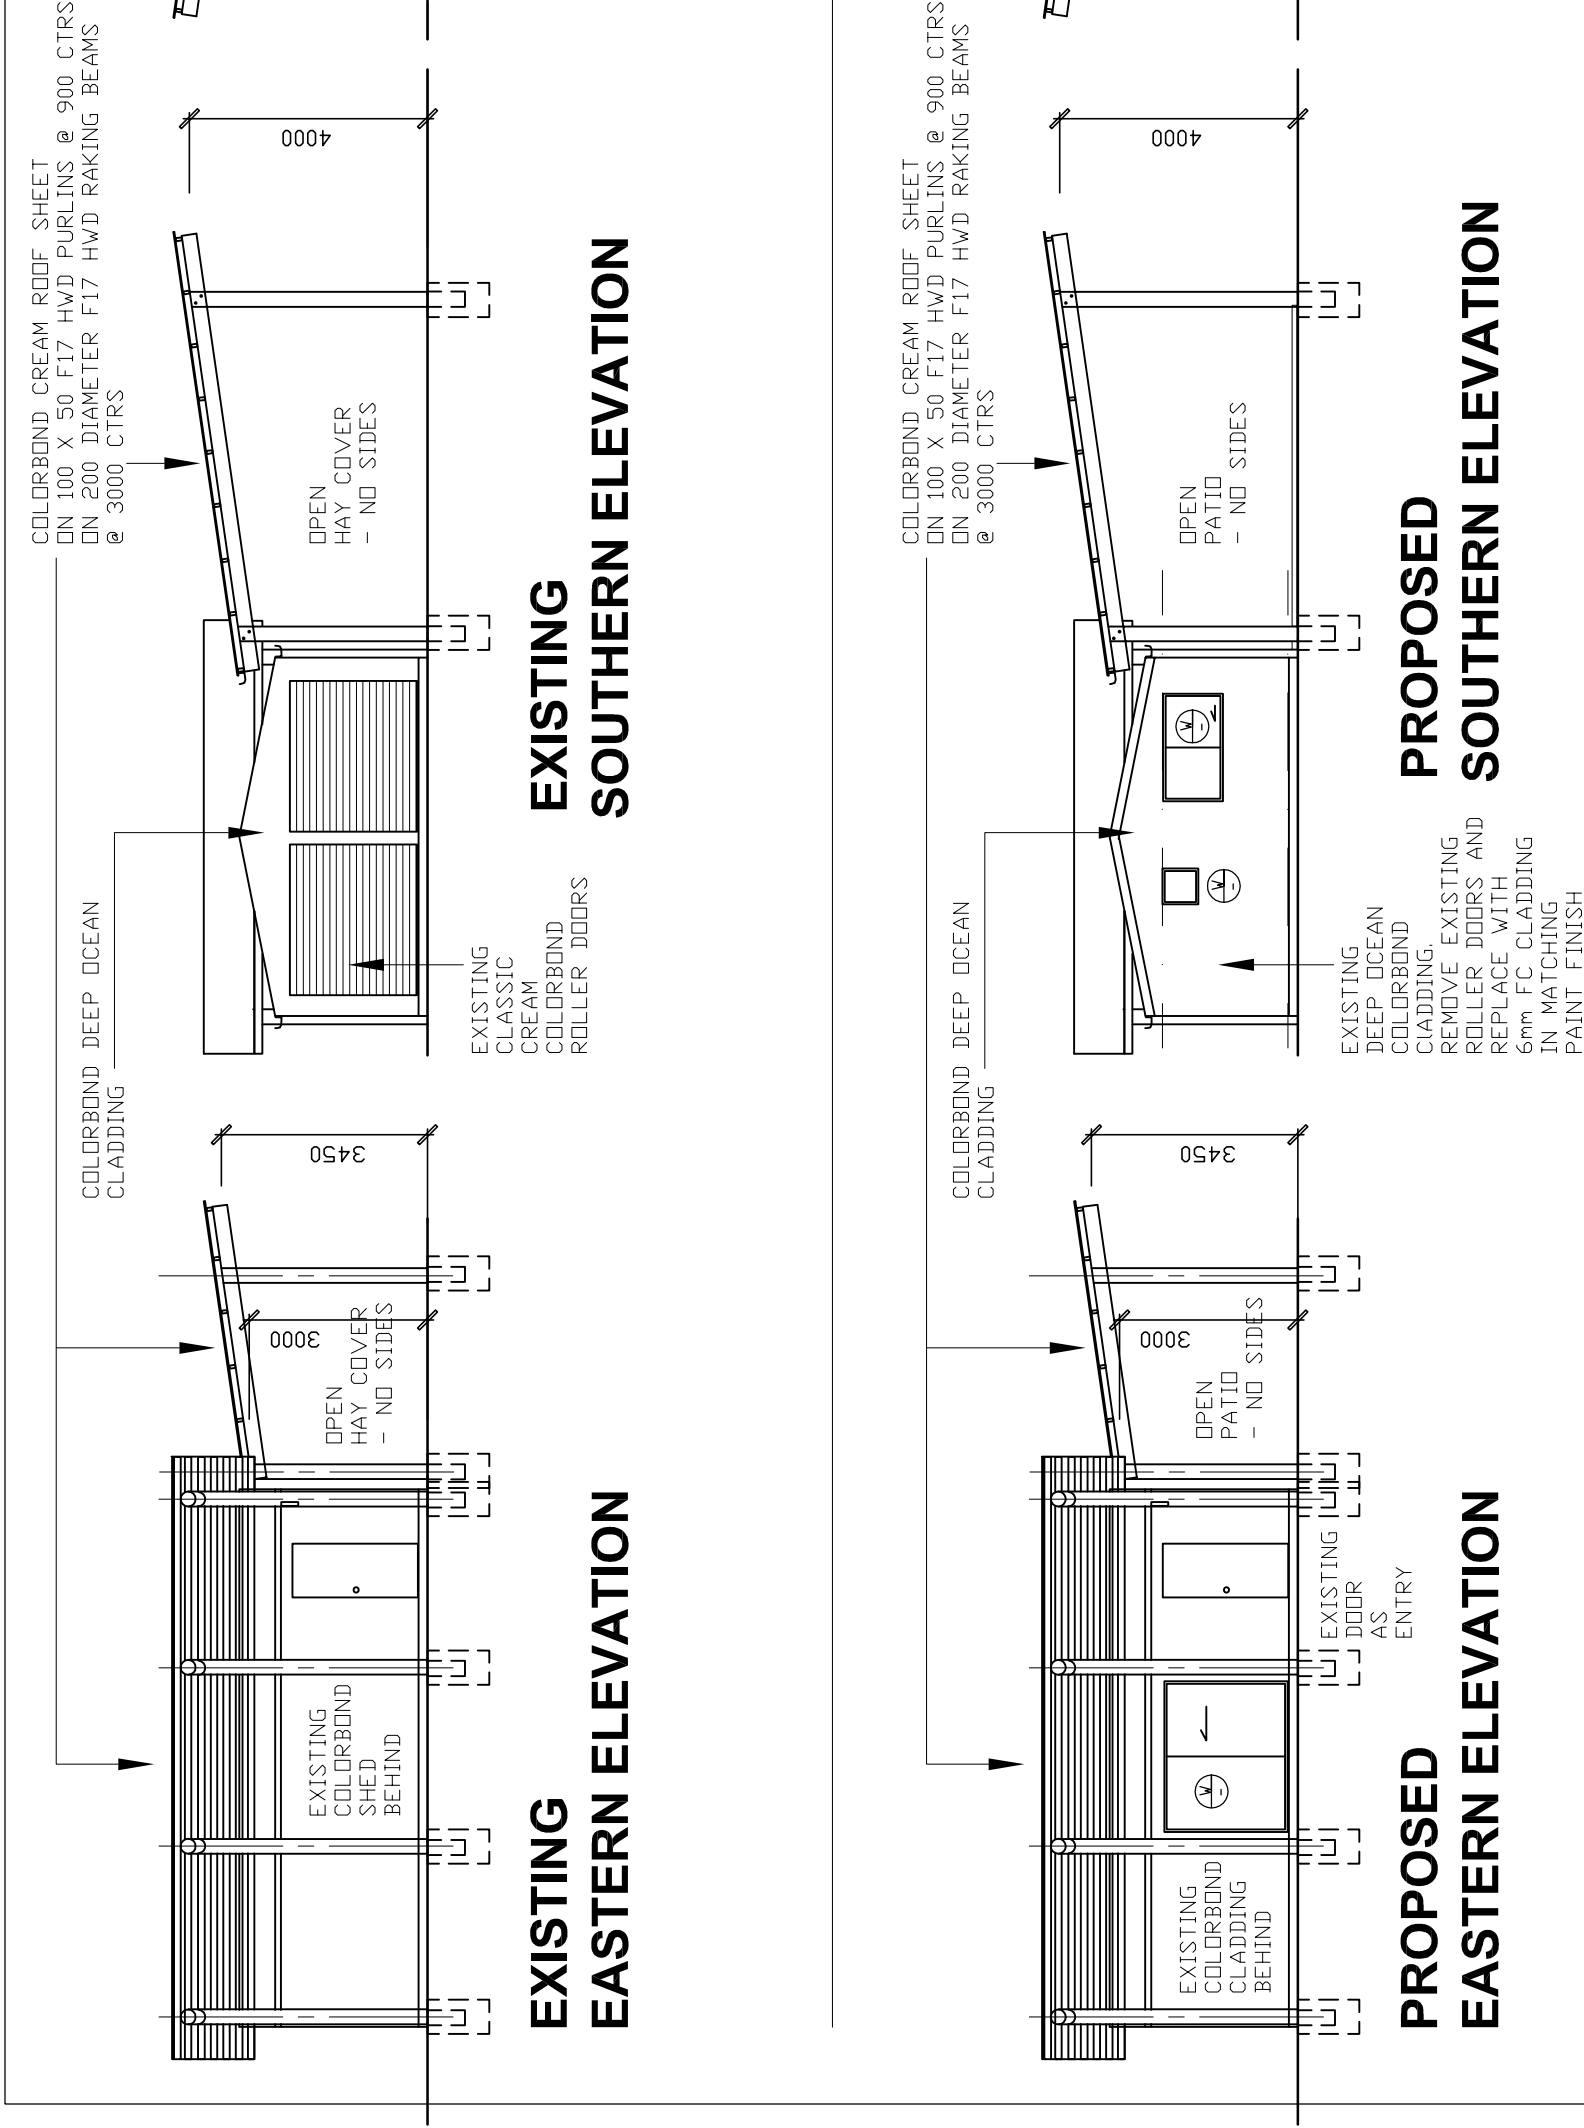 COLORBOND CREAM ROOF SHEET
ON 100 X 50 F17 HWD PURLINS @ 900 CTRS
ON 200 DIAMETER F17 HWD RAKING BEAMS
@ 3000 CTRS
COLORBOND DEEP OCEAN
CLADDING
3450
3000
4000
OPEN
HAY COVER
- NO SIDES
EXISTING
COLORBOND
SHED
BEHIND
OPEN
HAY COVER
- NO SIDES
EXISTING
CLASSIC
CREAM
COLORBOND
ROLLER DOORS
EXISTING
EASTERN ELEVATION
EXISTING
SOUTHERN ELEVATION
COLORBOND CREAM ROOF SHEET
ON 100 X 50 F17 HWD PURLINS @ 900 CTRS
ON 200 DIAMETER F17 HWD RAKING BEAMS
@ 3000 CTRS
COLORBOND DEEP OCEAN
CLADDING
3450
3000
4000
OPEN
PATIO
- NO SIDES
EXISTING
COLORBOND
CLADDING
BEHIND
W
-
EXISTING
DOOR
AS
ENTRY
OPEN
PATIO
- NO SIDES
W
-
W
-
EXISTING
DEEP OCEAN
COLORBOND
ClADDING.
REMOVE EXISTING
ROLLER DOORS AND
REPLACE WITH
6mm FC CLADDING
IN MATCHING
PAINT FINISH
PROPOSED
EASTERN ELEVATION
PROPOSED
SOUTHERN ELEVATION